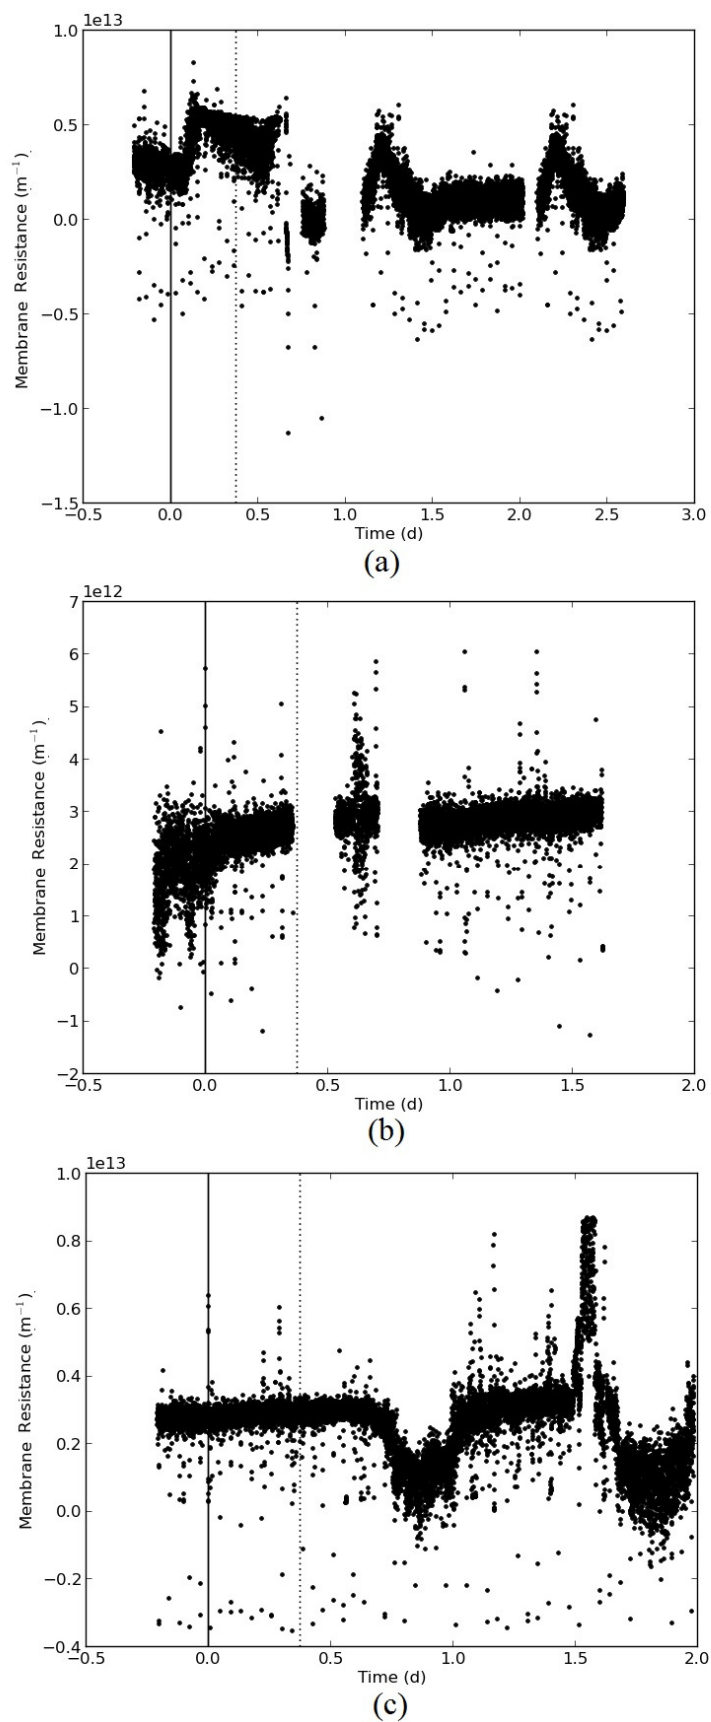 1e13
1.0
0.5
0.0
−0.5
−1.0
−1.5
Membrane Resistance (m⁻¹)
−0.5 0.0 0.5 1.0 1.5 2.0 2.5 3.0
Time (d)
(a)
1e12
7
6
5
4
3
2
1
0
−1
−2
Membrane Resistance (m⁻¹)
−0.5 0.0 0.5 1.0 1.5 2.0
Time (d)
(b)
1e13
1.0
0.8
0.6
0.4
0.2
0.0
−0.2
−0.4
Membrane Resistance (m⁻¹)
−0.5 0.0 0.5 1.0 1.5 2.0
Time (d)
(c)